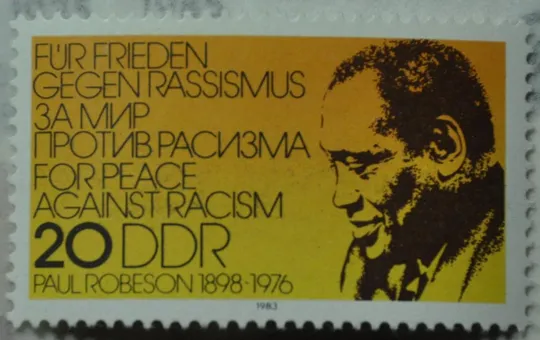 FÜR FRIEDEN
GEGEN RASSISMUS
ЗА МИР
ПРОТИВ РАСИЗМА
FOR PEACE
AGAINST RACISM
20 DDR
PAUL ROBESON 1898-1976
1983